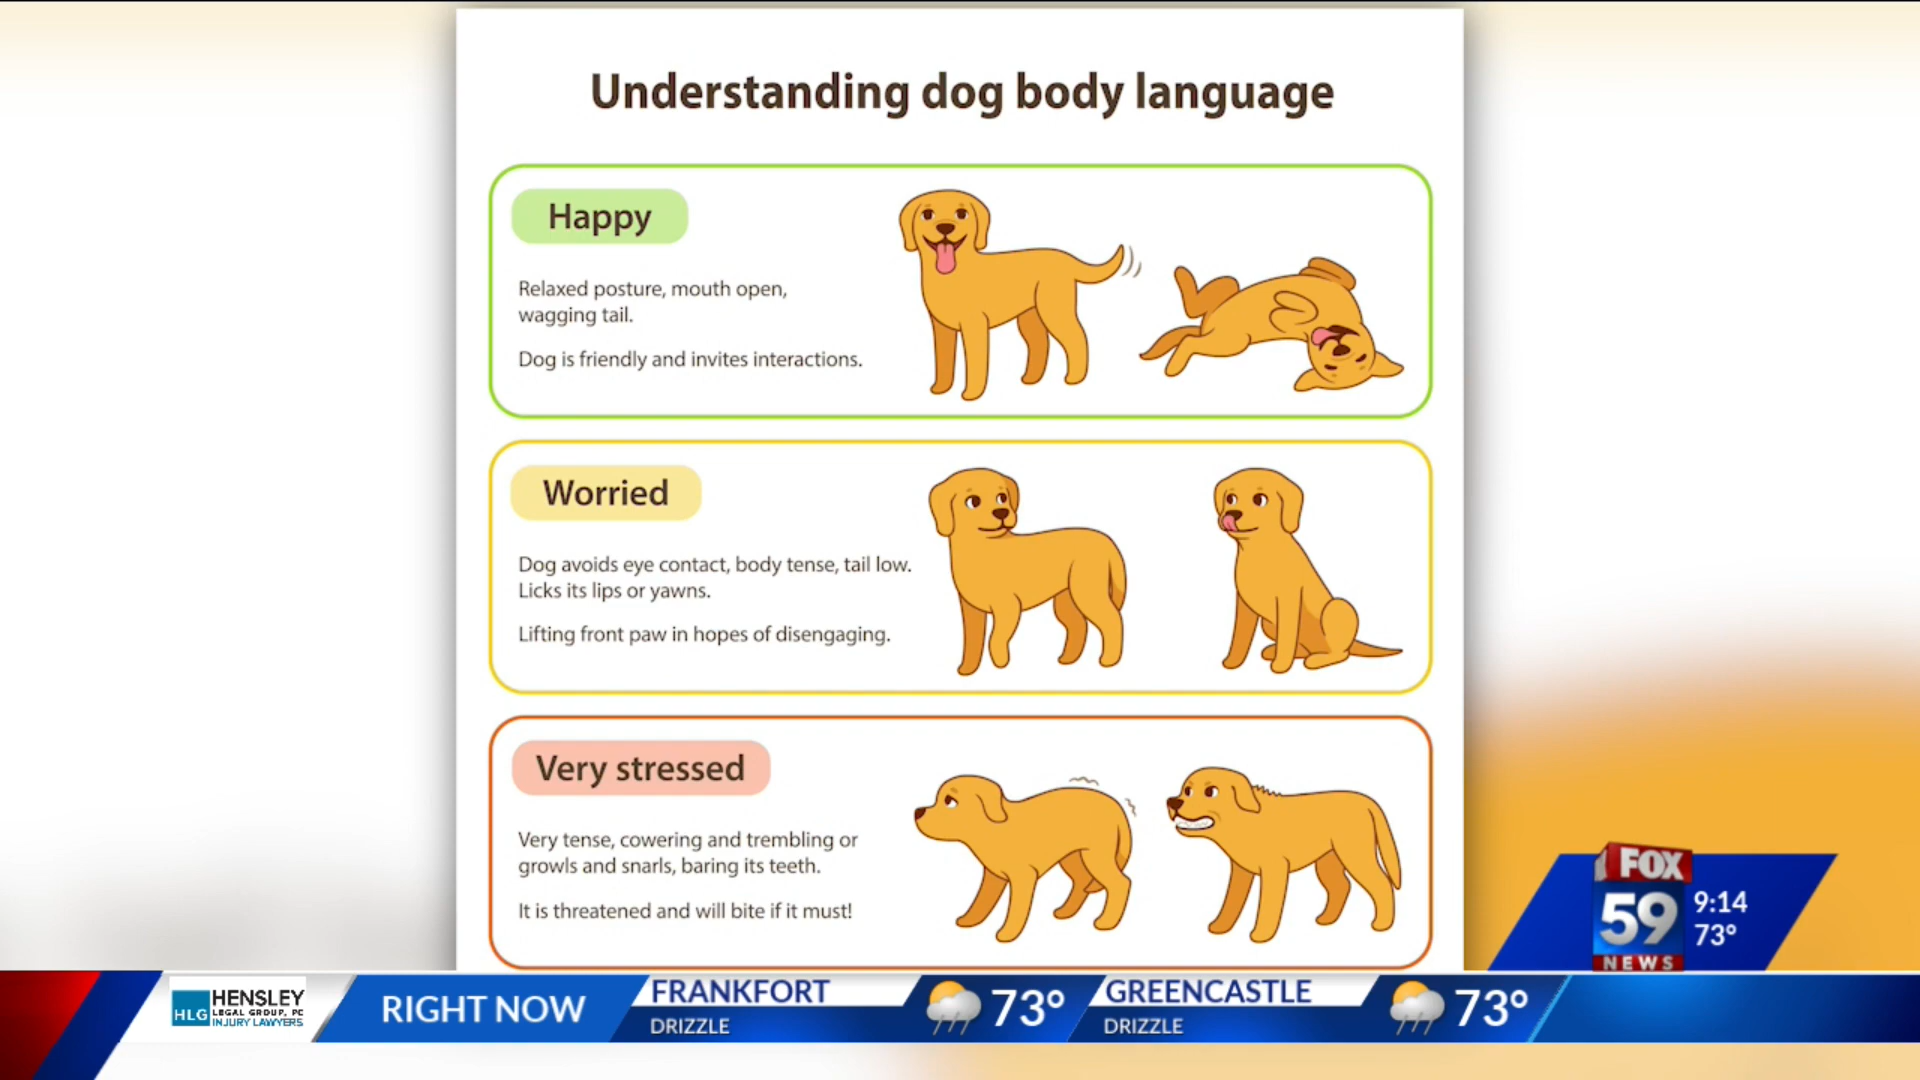 Understanding dog body language
Happy
Relaxed posture, mouth open,
wagging tail.
Dog is friendly and invites interactions.
Worried
Dog avoids eye contact, body tense, tail low.
Licks its lips or yawns.
Lifting front paw in hopes of disengaging.
Very stressed
Very tense, cowering and trembling or
growls and snarls, baring its teeth.
It is threatened and will bite if it must!
FOX
59
NEWS
9:14
73°
HLG
HENSLEY
LEGAL GROUP, PC
INJURY LAWYERS
RIGHT NOW
FRANKFORT
DRIZZLE
73°
GREENCASTLE
DRIZZLE
73°